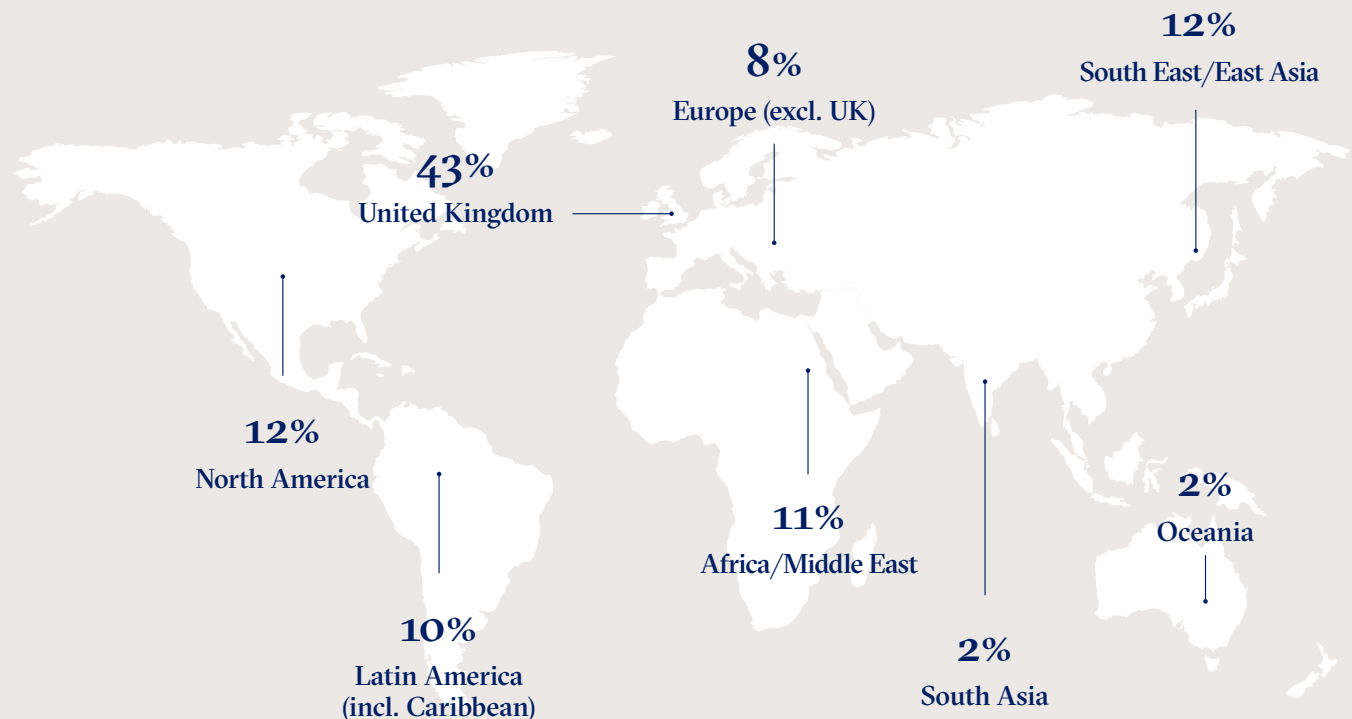 12%
South East/East Asia
8%
Europe (excl. UK)
43%
United Kingdom
12%
North America
2%
Oceania
11%
Africa/Middle East
10%
Latin America
(incl. Caribbean)
2%
South Asia